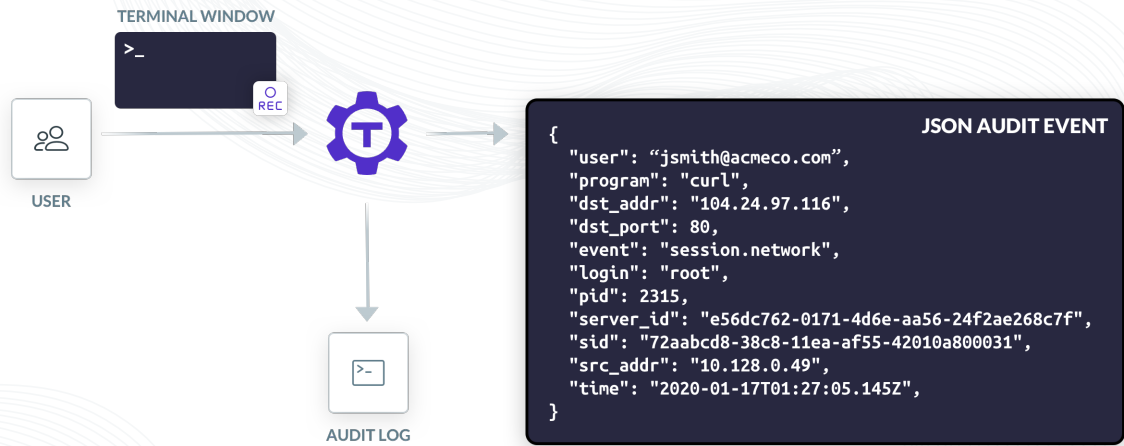 TERMINAL WINDOW
>_
REC
USER
T
>-
AUDIT LOG
JSON AUDIT EVENT
{
"user": “jsmith@acmeco.com”,
"program": "curl",
"dst_addr": "104.24.97.116",
"dst_port": 80,
"event": "session.network",
"login": "root",
"pid": 2315,
"server_id": "e56dc762-0171-4d6e-aa56-24f2ae268c7f",
"sid": "72aabcd8-38c8-11ea-af55-42010a800031",
"src_addr": "10.128.0.49",
"time": "2020-01-17T01:27:05.145Z",
}